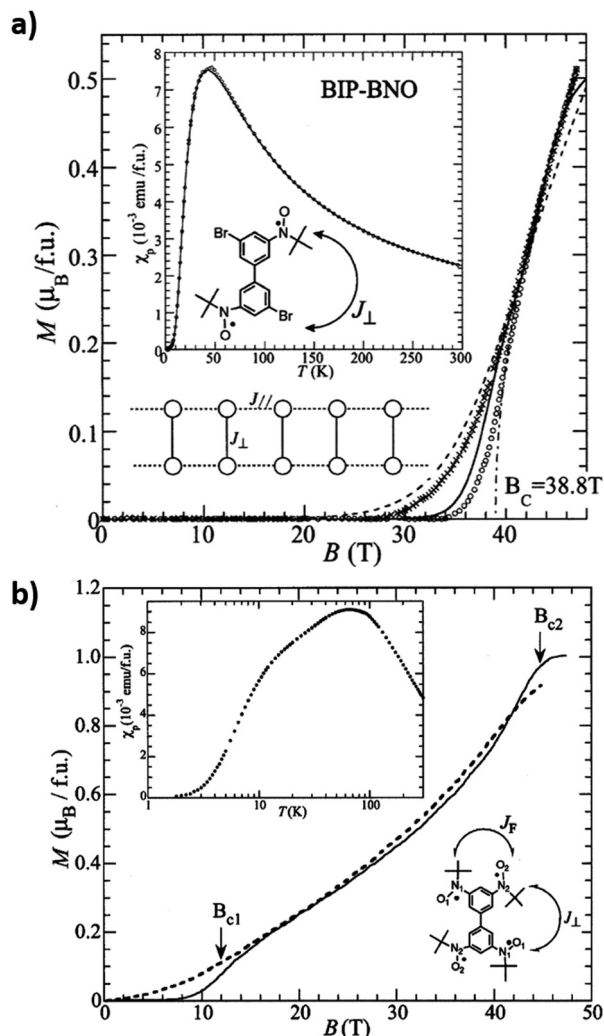 a)
BIP-BNO
χp (10⁻³ emu /f.u.)
8
7
6
5
4
3
2
1
0
0 50 100 150 200 250 300
T (K)
O
N
Br
Br
N
O
J⊥
J//
J⊥
M (μB/f.u.)
0.5
0.4
0.3
0.2
0.1
0
0 10 20 30 40
B (T)
BC=38.8T
b)
χp(10⁻³ emu/f.u.)
8
6
4
2
0
1 10 100
T(K)
Bc1
Bc2
JF
O1
N1
O2
N2
J⊥
N2
O2
N1
O1
M (μB / f.u.)
1.2
1.0
0.8
0.6
0.4
0.2
0
0 10 20 30 40 50
B (T)